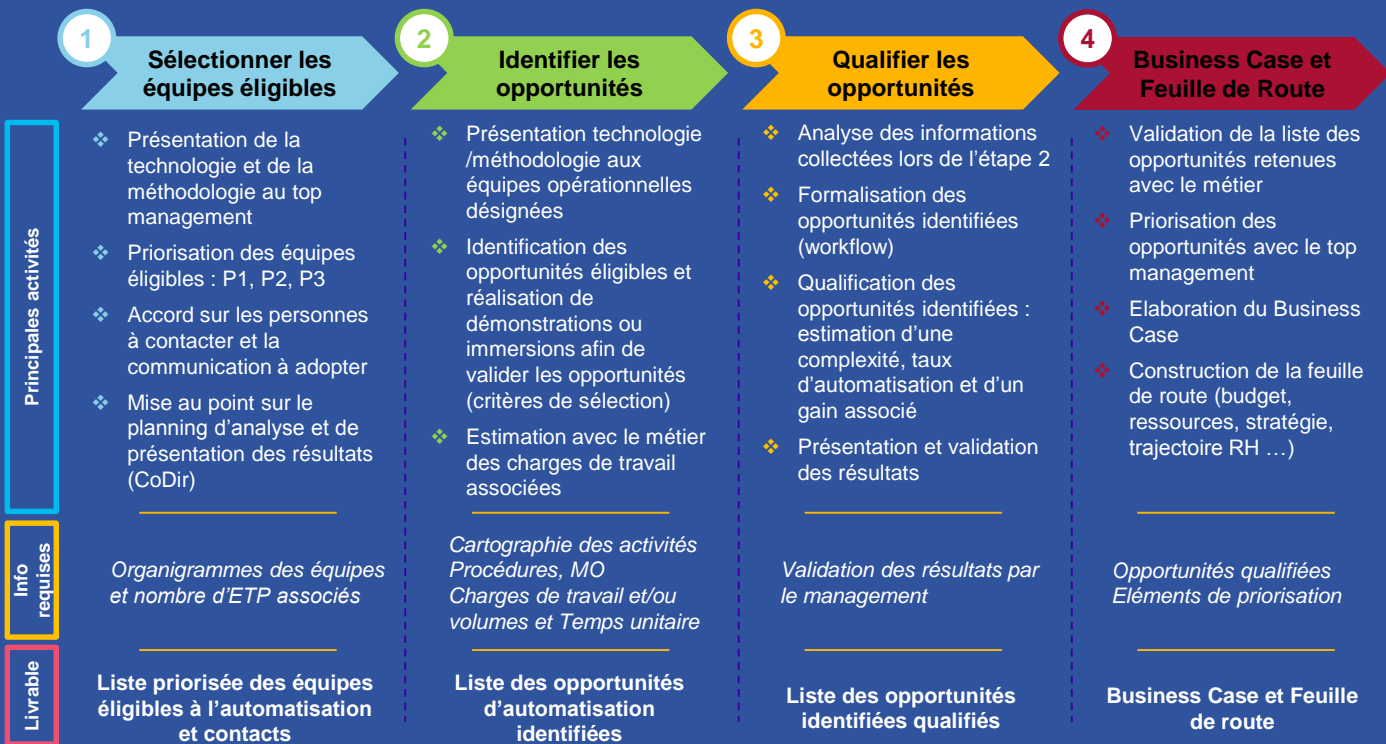 1
Sélectionner les
équipes éligibles
2
Identifier les
opportunités
3
Qualifier les
opportunités
4
Business Case et
Feuille de Route
Principales activités
Présentation de la
technologie et de la
méthodologie au top
management
Priorisation des équipes
éligibles : P1, P2, P3
Accord sur les personnes
à contacter et la
communication à adopter
Mise au point sur le
planning d'analyse et de
présentation des résultats
(CoDir)
Présentation technologie
/méthodologie aux
équipes opérationnelles
désignées
Identification des
opportunités éligibles et
réalisation de
démonstrations ou
immersions afin de
valider les opportunités
(critères de sélection)
Estimation avec le métier
des charges de travail
associées
Analyse des informations
collectées lors de l'étape 2
Formalisation des
opportunités identifiées
(workflow)
Qualification des
opportunités identifiées :
estimation d'une
complexité, taux
d'automatisation et d'un
gain associé
Présentation et validation
des résultats
Validation de la liste des
opportunités retenues
avec le métier
Priorisation des
opportunités avec le top
management
Elaboration du Business
Case
Construction de la feuille
de route (budget,
ressources, stratégie,
trajectoire RH …)
Info
requises
Organigrammes des équipes
et nombre d'ETP associés
Cartographie des activités
Procédures, MO
Charges de travail et/ou
volumes et Temps unitaire
Validation des résultats par
le management
Opportunités qualifiées
Eléments de priorisation
Livrable
Liste priorisée des équipes
éligibles à l'automatisation
et contacts
Liste des opportunités
d'automatisation
identifiées
Liste des opportunités
identifiées qualifiés
Business Case et Feuille
de route